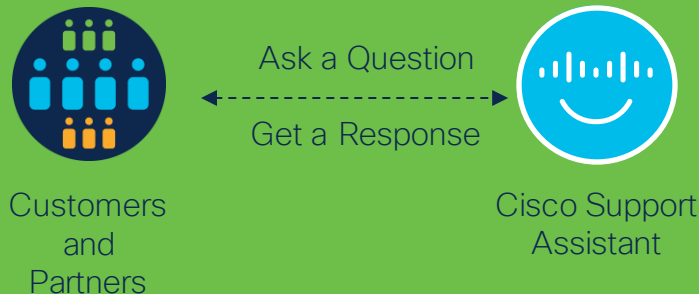 Ask a Question
Get a Response
Customers
and
Partners
Cisco Support
Assistant